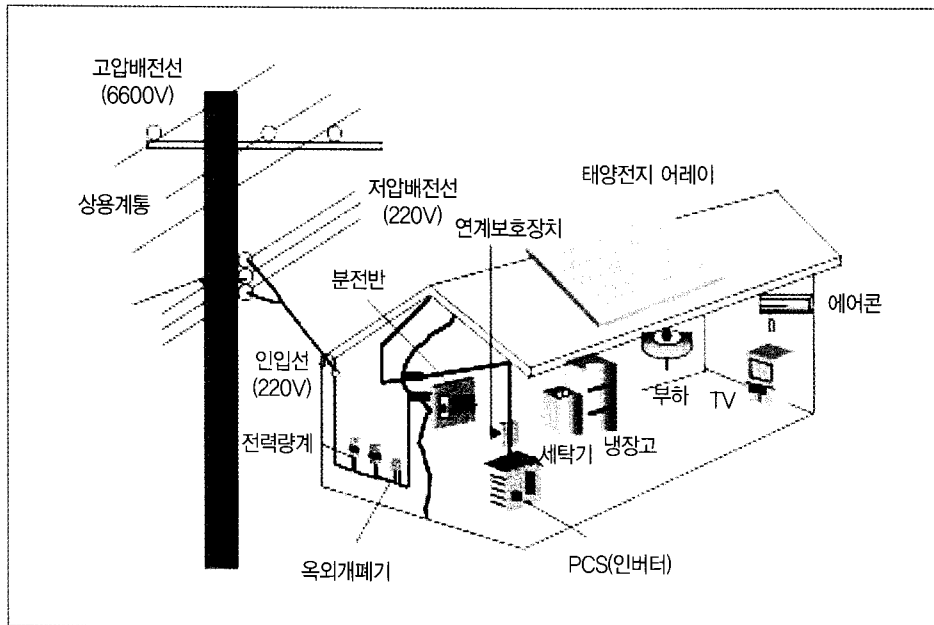 고압배전선
(6600V)
상용계통
저압배전선
(220V)
태양전지 어레이
연계보호장치
분전반
에어콘
인입선
(220V)
부하
TV
전력량계
세탁기
냉장고
옥외개폐기
PCS(인버터)